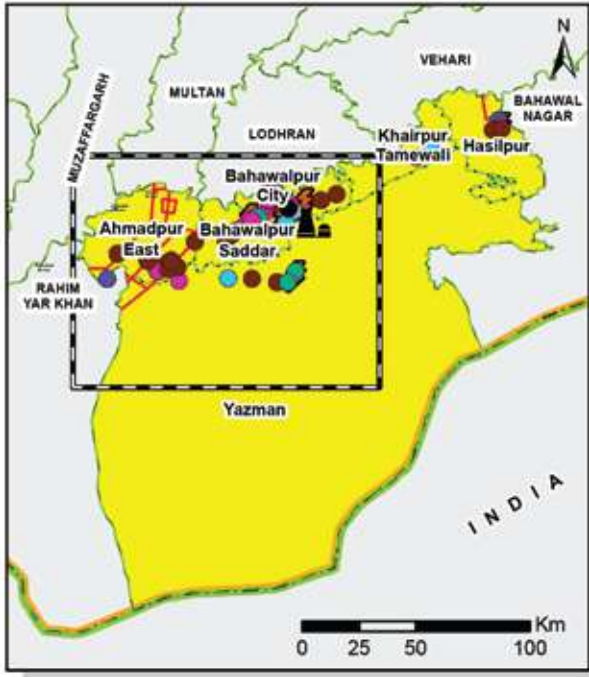 N
VEHARI
MUZAFFARGARH
MULTAN
BAHAWAL
NAGAR
LODHRAN
Khairpur
Tamewali
Hasilpur
Bahawalpur
City
Ahmadpur
East
Bahawalpur
Saddar
RAHIM
YAR KHAN
Yazman
INDIA
Km
0 25 50 100